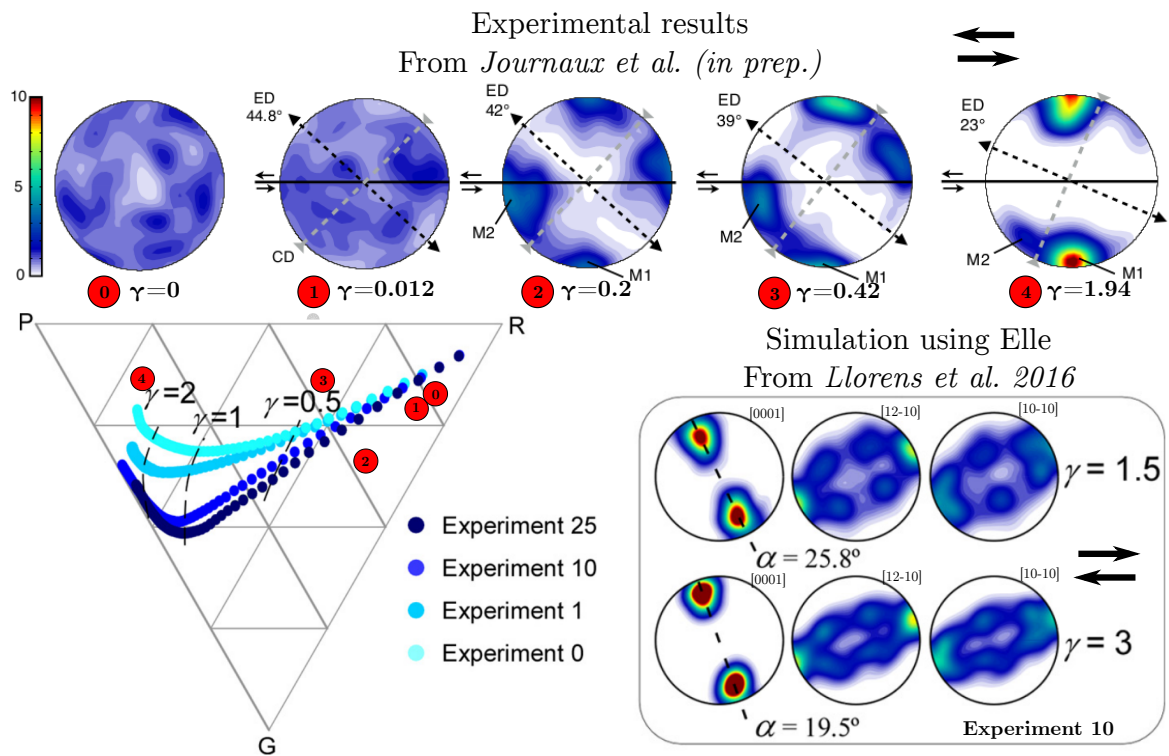 Experimental results
From Journaux et al. (in prep.)
10
5
0
ED
44.8°
CD
ED
42°
M2
M1
ED
39°
M2
M1
ED
23°
M2
M1
0 γ=0
1 γ=0.012
2 γ=0.2
3 γ=0.42
4 γ=1.94
P
R
G
4
γ=2
γ=1
γ=0.5
3
0
1
2
Experiment 25
Experiment 10
Experiment 1
Experiment 0
Simulation using Elle
From Llorens et al. 2016
[0001]
[12-10]
[10-10]
γ = 1.5
α = 25.8º
[0001]
[12-10]
[10-10]
γ = 3
α = 19.5º
Experiment 10